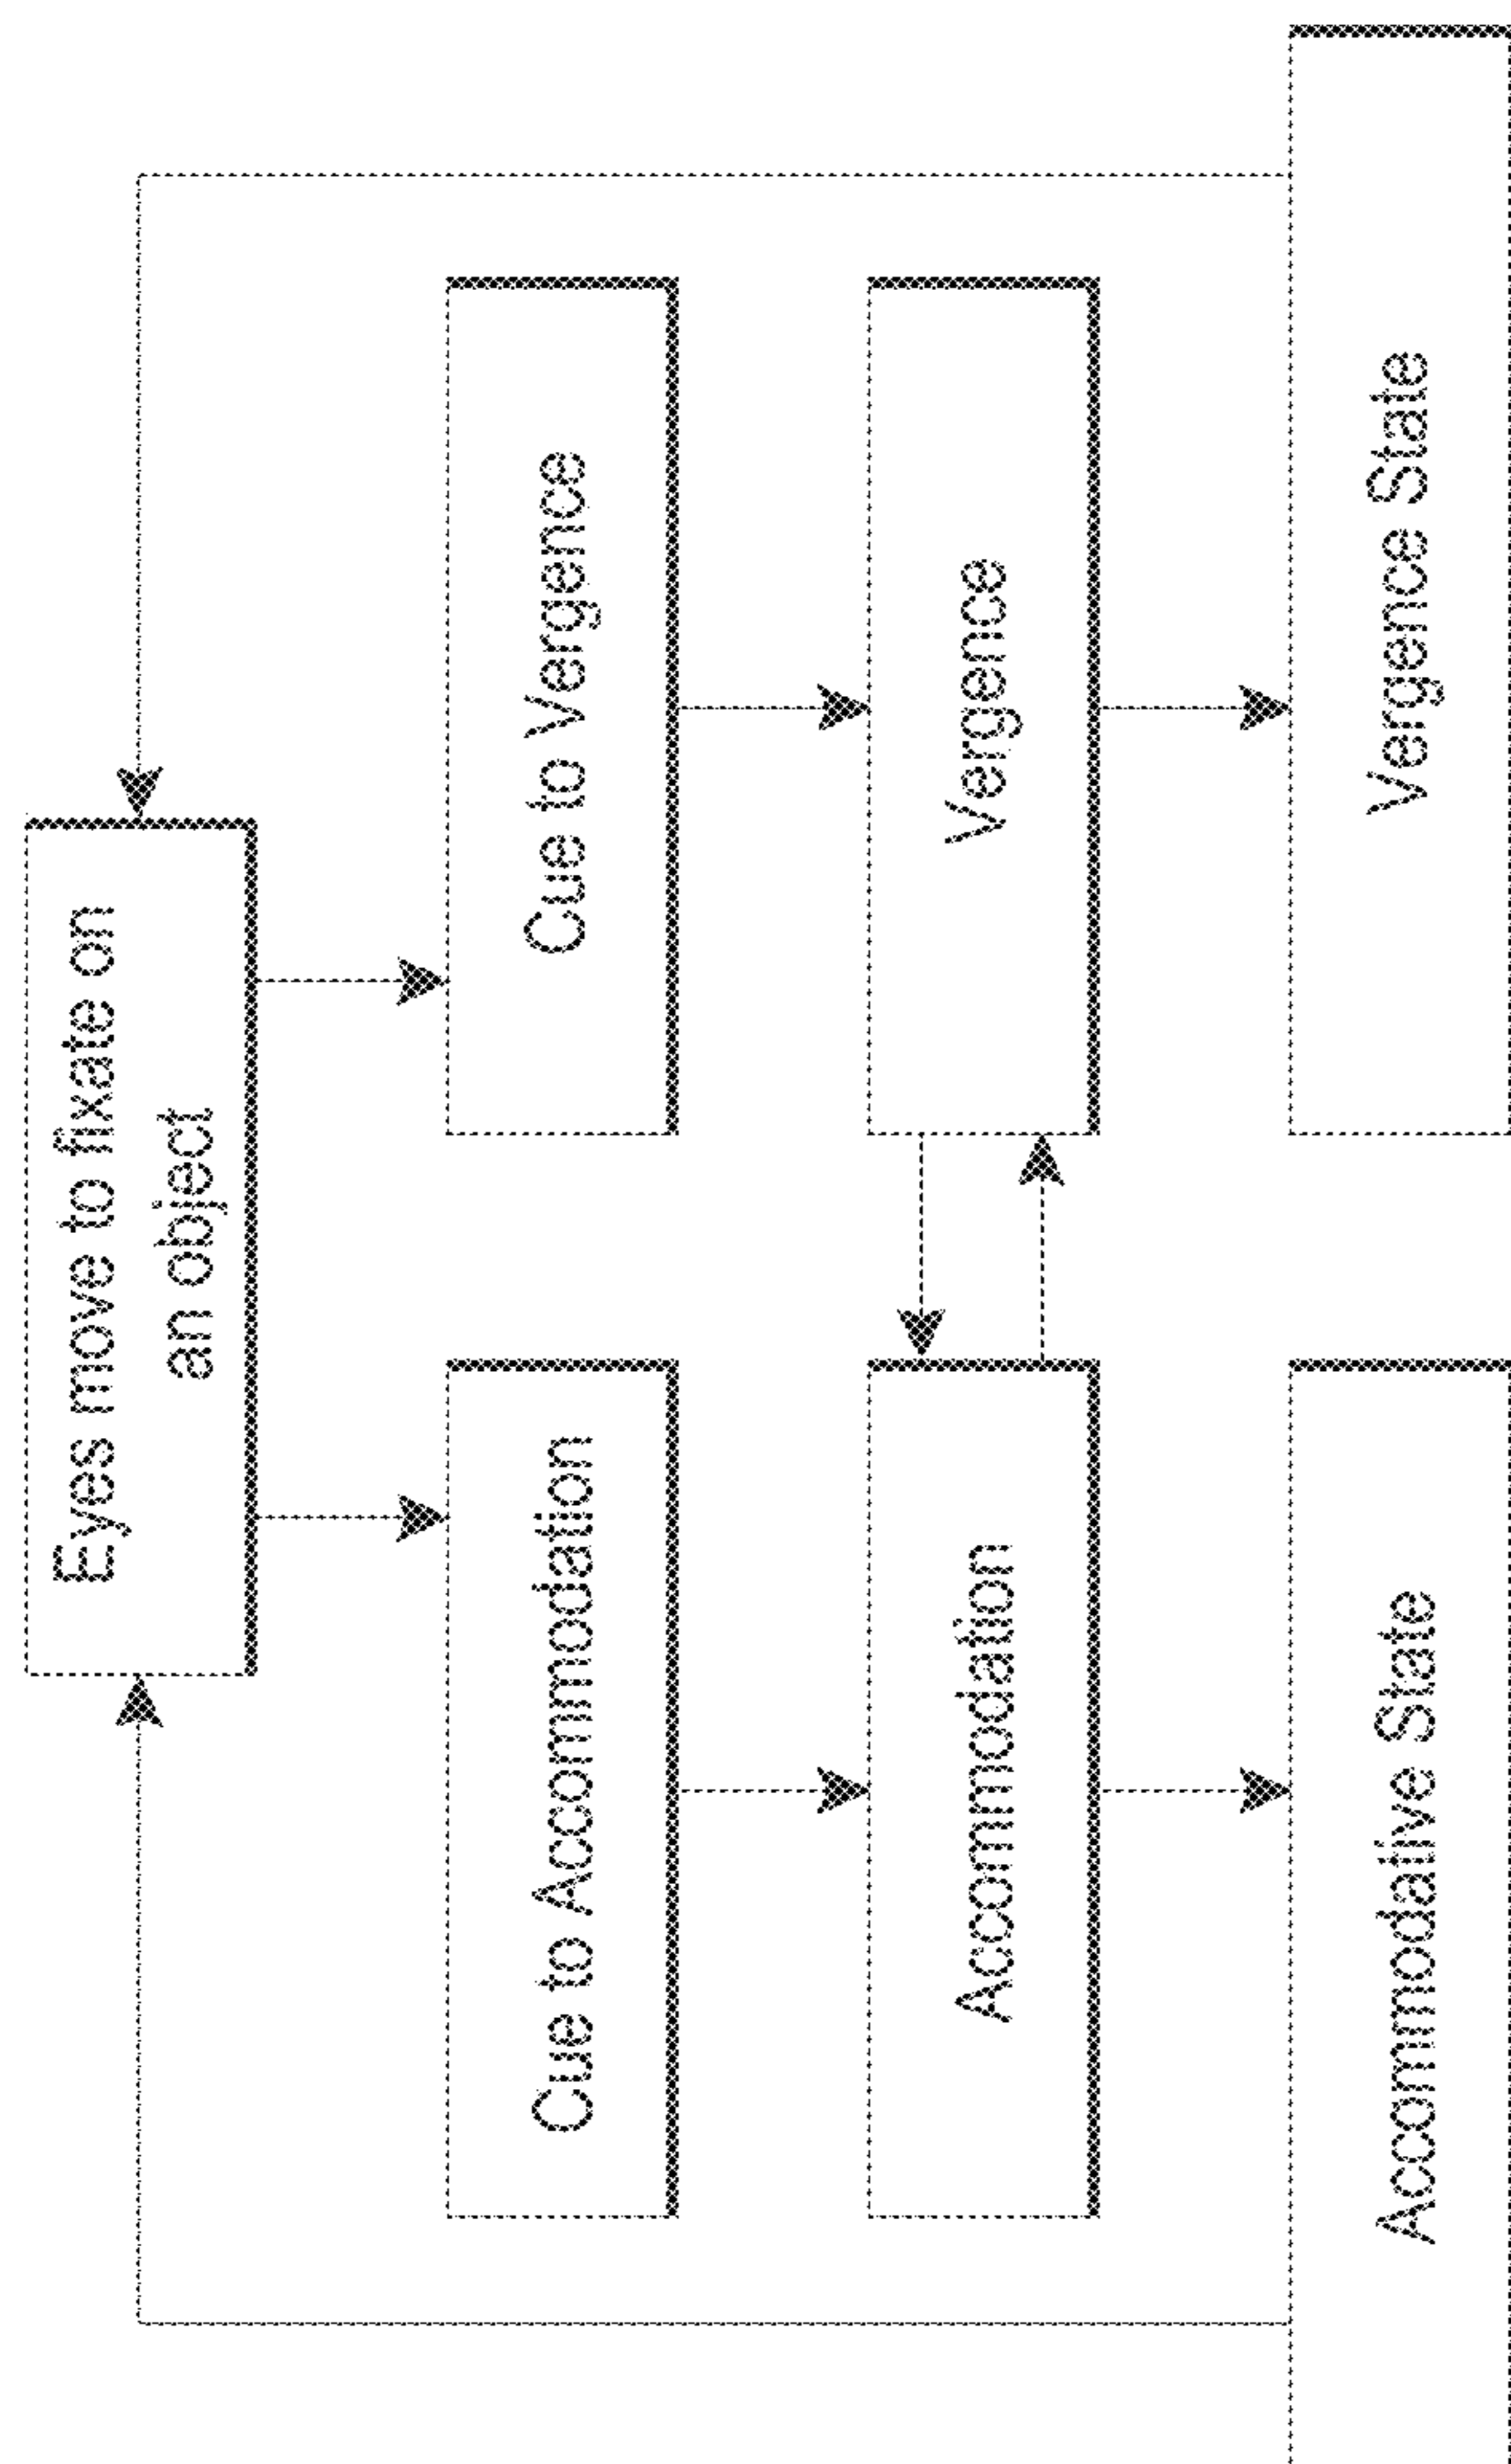 Eyes move to fixate on
an object
Cue to Accommodation
Cue to Vergence
Accommodation
Vergence
Accommodative State
Vergence State